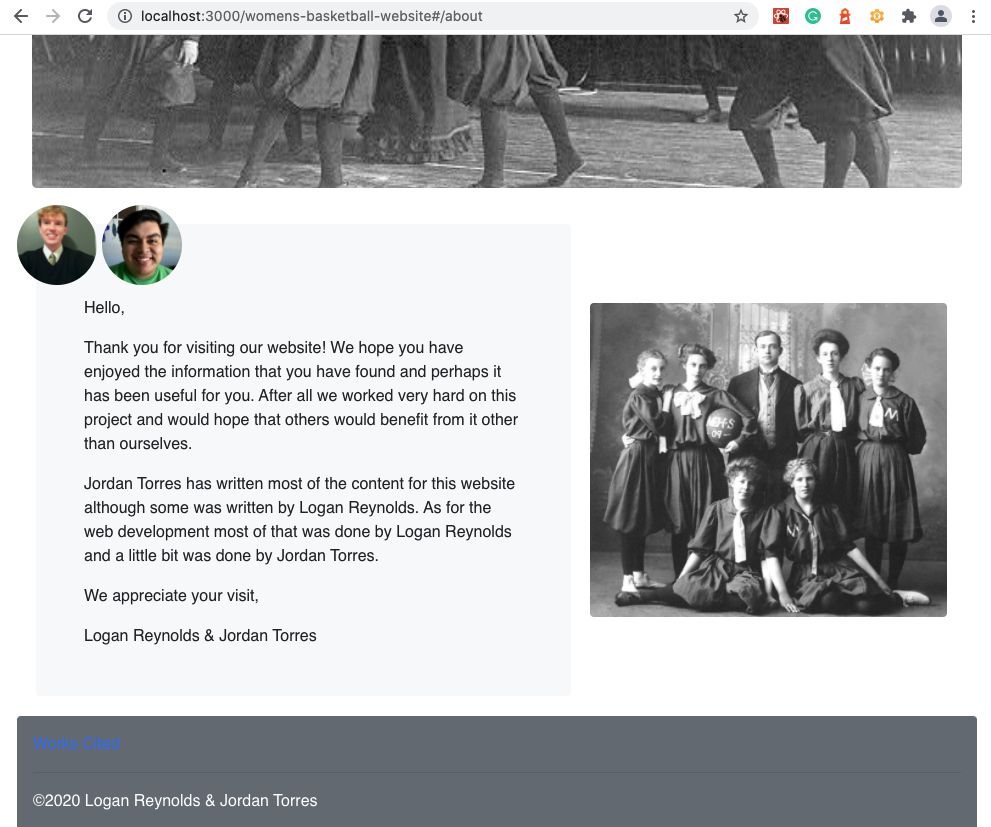 localhost:3000/womens-basketball-website#/about
Hello,
Thank you for visiting our website! We hope you have
enjoyed the information that you have found and perhaps it
has been useful for you. After all we worked very hard on this
project and would hope that others would benefit from it other
than ourselves.
Jordan Torres has written most of the content for this website
although some was written by Logan Reynolds. As for the
web development most of that was done by Logan Reynolds
and a little bit was done by Jordan Torres.
We appreciate your visit,
Logan Reynolds & Jordan Torres
Works Cited
©2020 Logan Reynolds & Jordan Torres